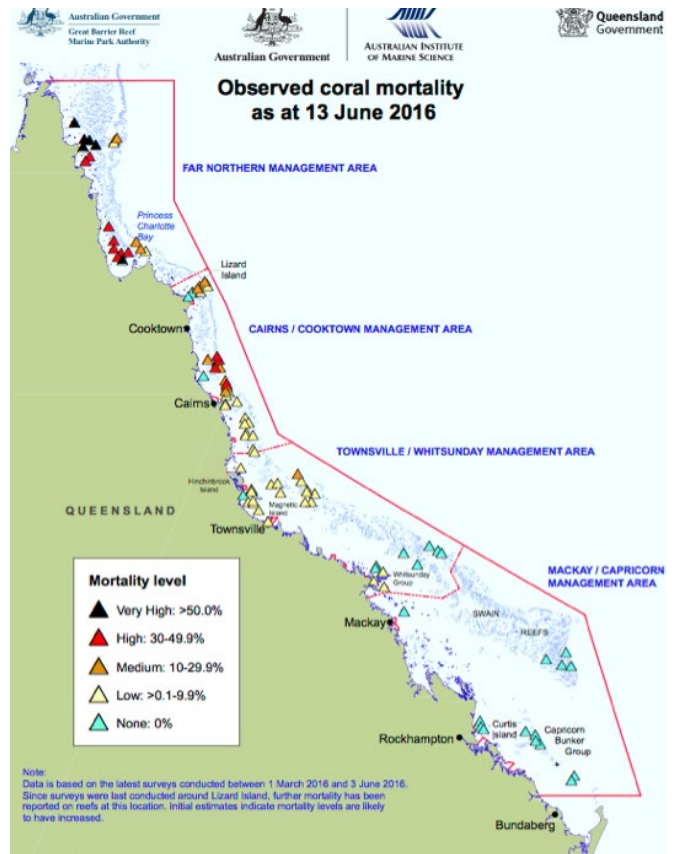 Australian Government
Great Barrier Reef
Marine Park Authority
Australian Government
AUSTRALIAN INSTITUTE
OF MARINE SCIENCE
Queensland
Government
Observed coral mortality
as at 13 June 2016
FAR NORTHERN MANAGEMENT AREA
Princess
Charlotte
Bay
Lizard
Island
Cooktown
CAIRNS / COOKTOWN MANAGEMENT AREA
Cairns
TOWNSVILLE / WHITSUNDAY MANAGEMENT AREA
Hinchinbrook
Island
Magnetic
Island
QUEENSLAND
Townsville
Whitsunday
Group
MACKAY / CAPRICORN
MANAGEMENT AREA
Mortality level
Very High: >50.0%
High: 30-49.9%
Medium: 10-29.9%
Low: >0.1-9.9%
None: 0%
SWAIN
REEFS
Mackay
Curtis
Island
Capricorn
Bunker
Group
Rockhampton
Note:
Data is based on the latest surveys conducted between 1 March 2016 and 3 June 2016.
Since surveys were last conducted around Lizard Island, further mortality has been
reported on reefs at this location. Initial estimates indicate mortality levels are likely
to have increased.
Bundaberg